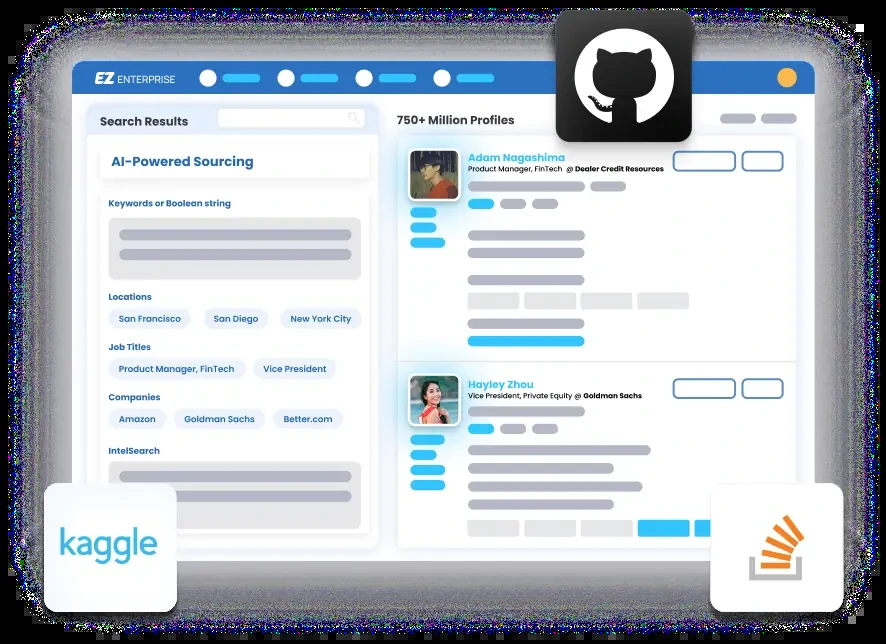 EZ ENTERPRISE
Search Results
AI-Powered Sourcing
Keywords or Boolean string
Locations
San Francisco San Diego New York City
Job Titles
Product Manager, FinTech Vice President
Companies
Amazon Goldman Sachs Better.com
IntelSearch
kaggle
750+ Million Profiles
Adam Nagashima
Product Manager, FinTech @ Dealer Credit Resources
Hayley Zhou
Vice President, Private Equity @ Goldman Sachs